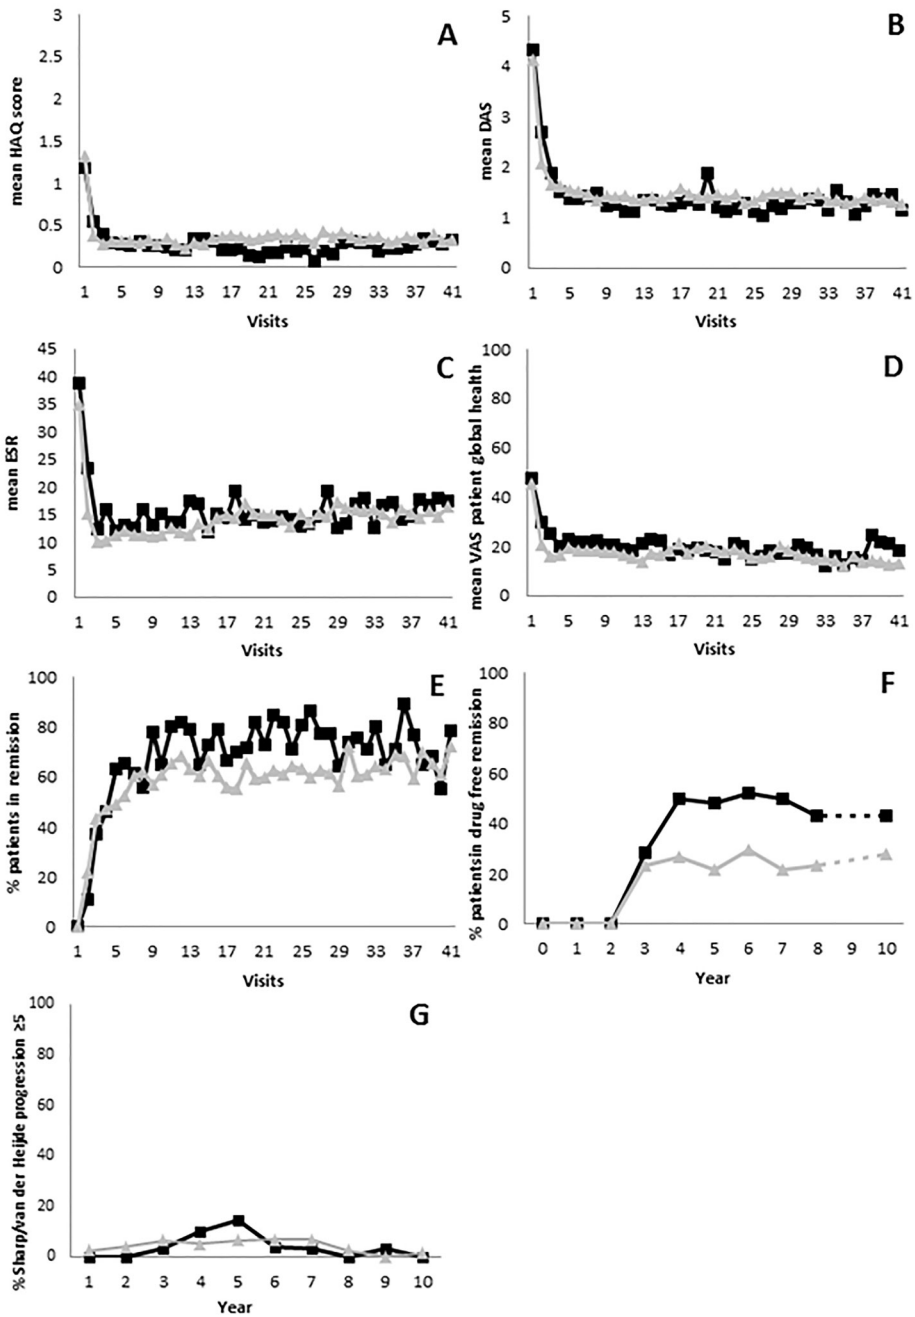 A
mean HAQ score
3
2.5
2
1.5
1
0.5
0
1 5 9 13 17 21 25 29 33 37 41
Visits
B
mean DAS
5
4
3
2
1
0
1 5 9 13 17 21 25 29 33 37 41
Visits
C
mean ESR
45
40
35
30
25
20
15
10
5
0
1 5 9 13 17 21 25 29 33 37 41
Visits
D
mean VAS patient global health
100
80
60
40
20
0
1 5 9 13 17 21 25 29 33 37 41
Visits
E
% patients in remission
100
80
60
40
20
0
1 5 9 13 17 21 25 29 33 37 41
Visits
F
% patientsin drug free remission
100
80
60
40
20
0
0 1 2 3 4 5 6 7 8 9 10
Year
G
% Sharp/van der Heijde progression ≥5
100
80
60
40
20
0
1 2 3 4 5 6 7 8 9 10
Year